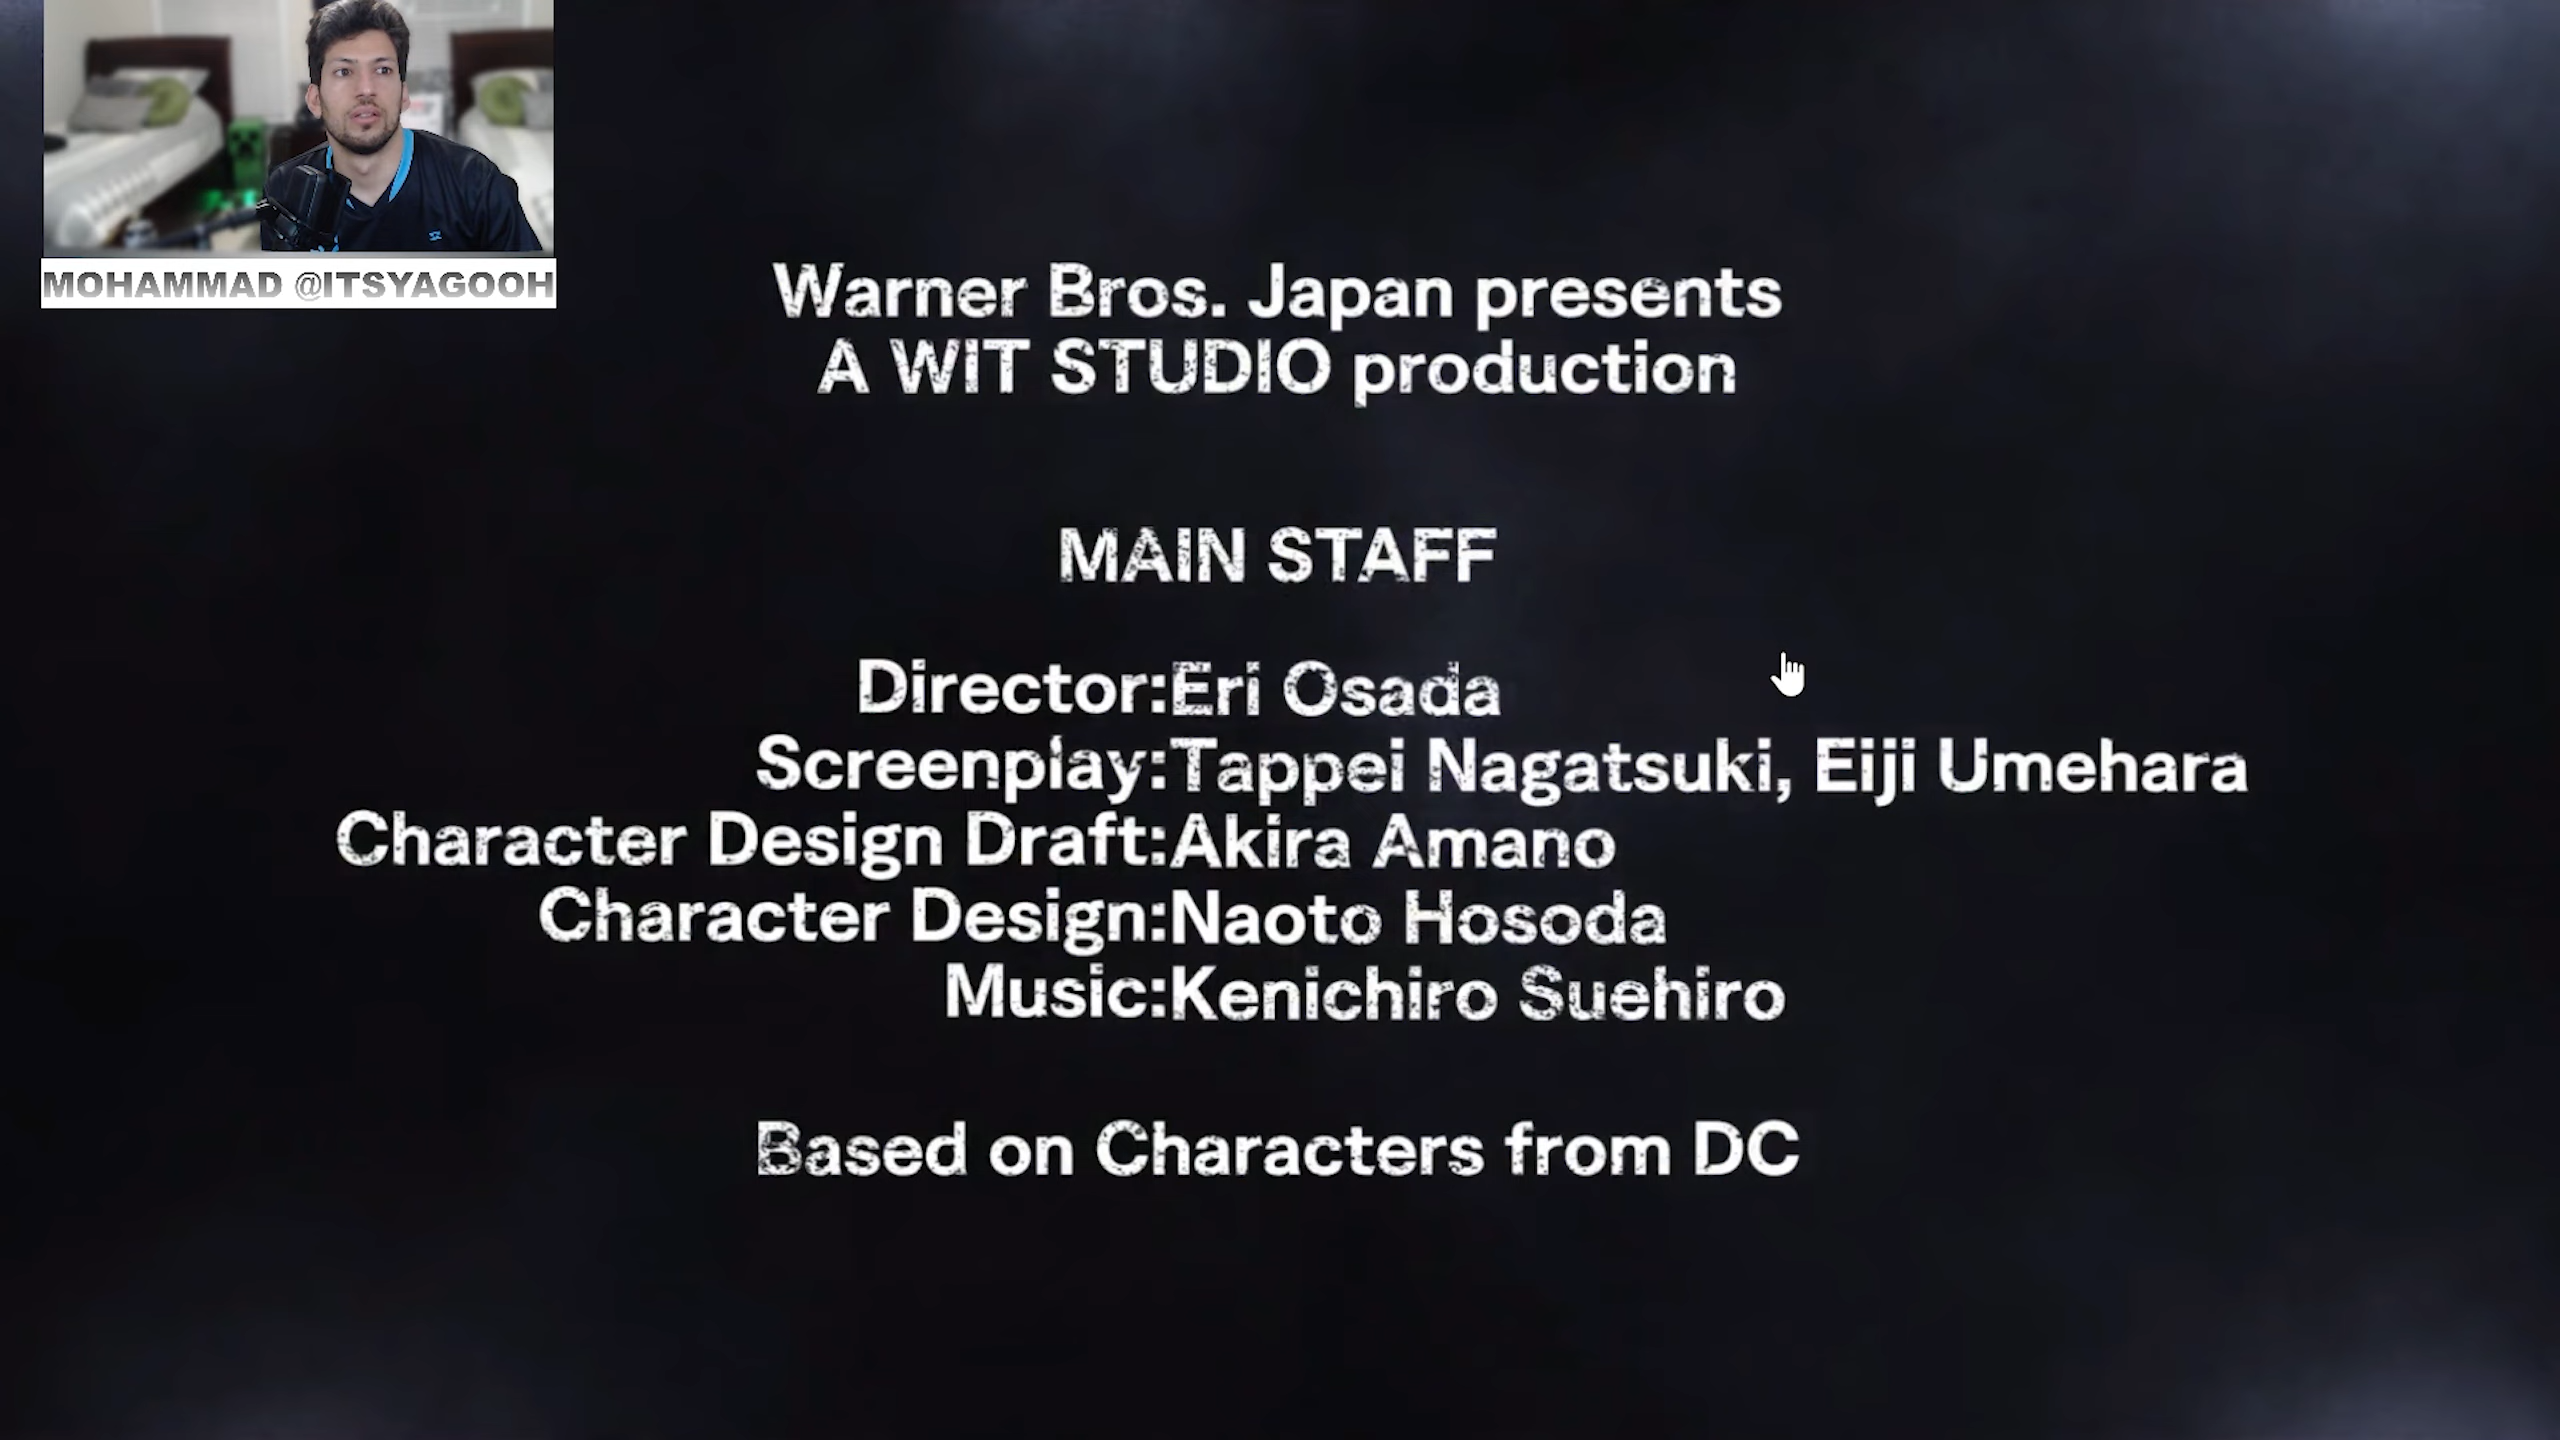 MOHAMMAD @ITSYAGOOH
Warner Bros. Japan presents
A WIT STUDIO production
MAIN STAFF
Director:Eri Osada
Screenplay:Tappei Nagatsuki, Eiji Umehara
Character Design Draft:Akira Amano
Character Design:Naoto Hosoda
Music:Kenichiro Suehiro
Based on Characters from DC